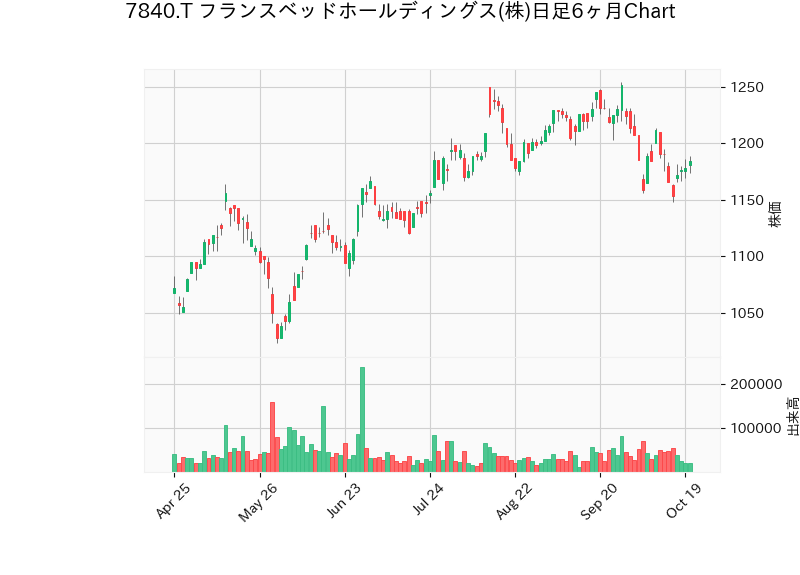 7840.T フランスベッドホールディングス(株)日足6ヶ月Chart
1250
1200
1150
1100
1050
株価
200000
100000
出来高
Apr 25
May 26
Jun 23
Jul 24
Aug 22
Sep 20
Oct 19